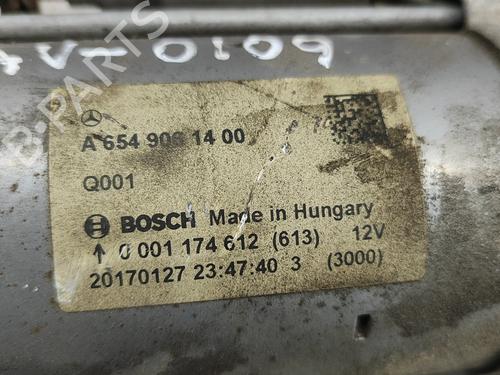 A 654 906 14 00
Q001
BOSCH Made in Hungary
↑ 0 001 174 612 (613) 12V
20170127 23:47:40 3 (3000)
B-PARTS